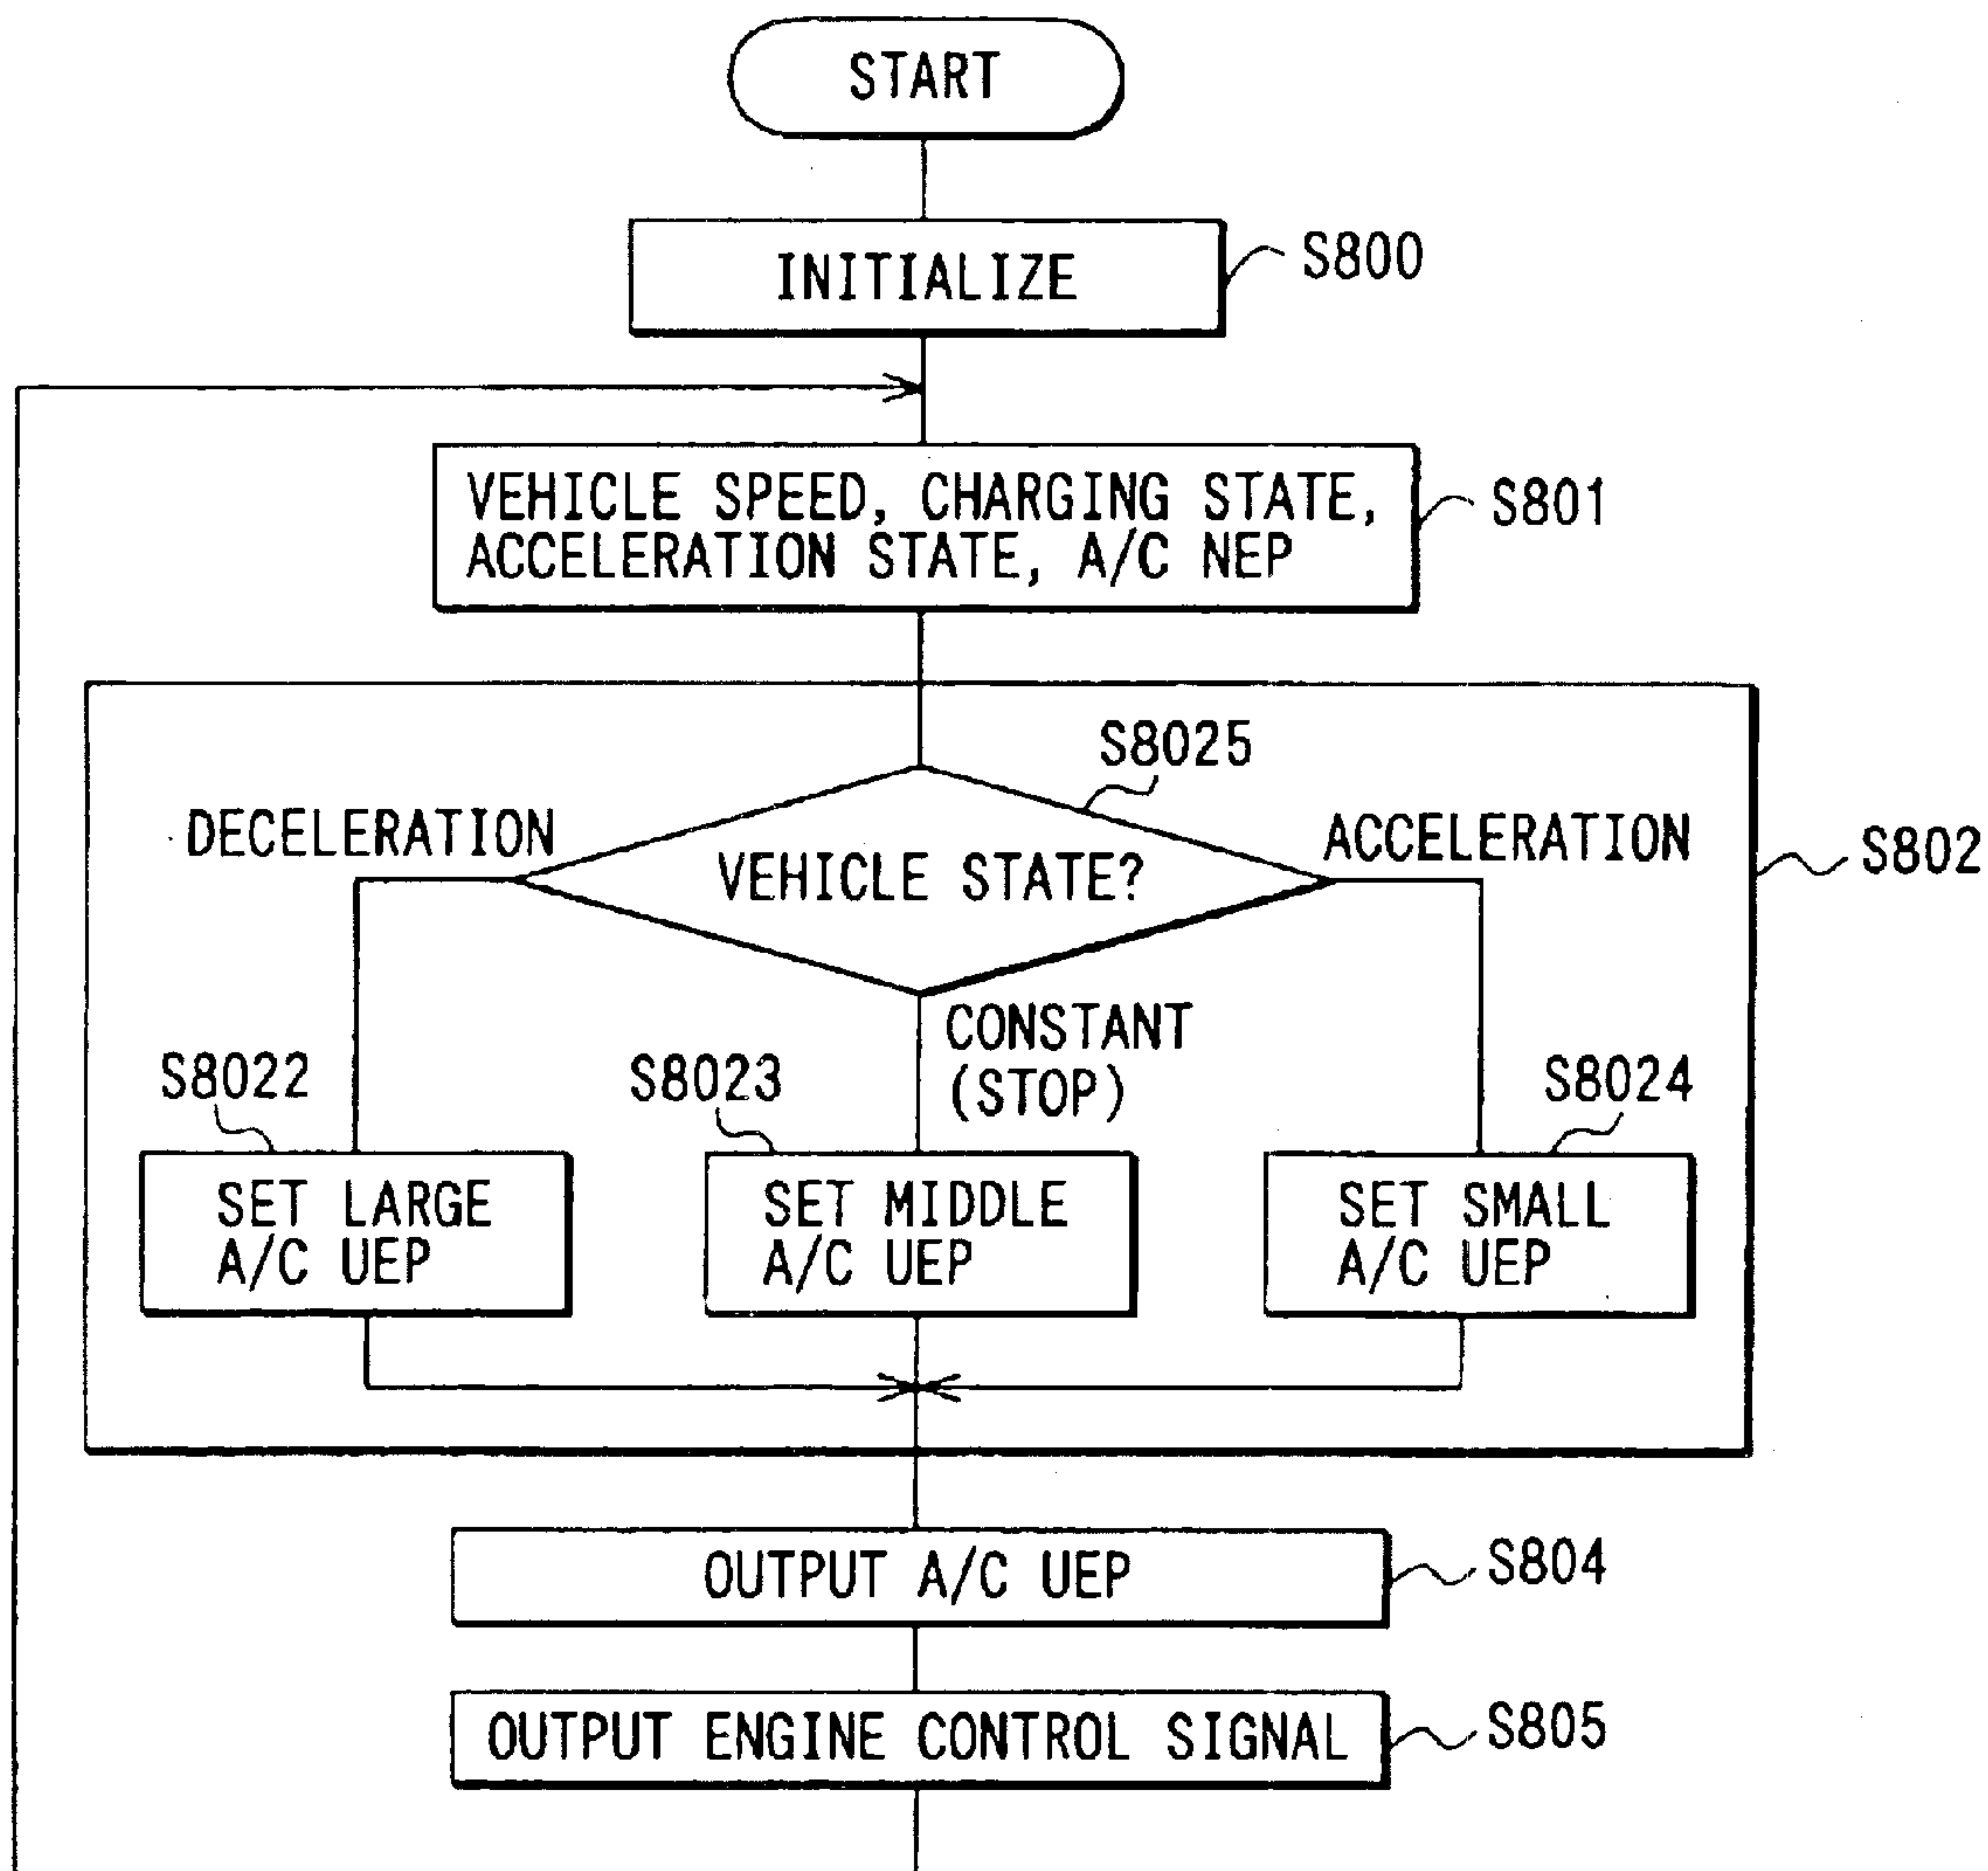 START
INITIALIZE
S800
VEHICLE SPEED, CHARGING STATE,
ACCELERATION STATE, A/C NEP
S801
S8025
DECELERATION
VEHICLE STATE?
ACCELERATION
S802
CONSTANT
(STOP)
S8022
S8023
S8024
SET LARGE
A/C UEP
SET MIDDLE
A/C UEP
SET SMALL
A/C UEP
OUTPUT A/C UEP
S804
OUTPUT ENGINE CONTROL SIGNAL
S805